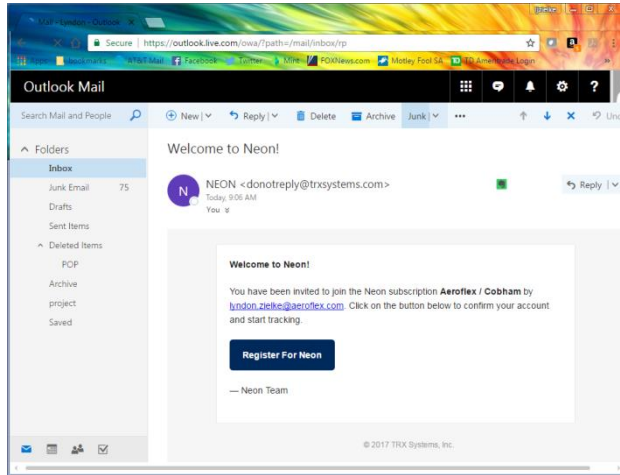 Mail - Lyndon - Outlook
Secure | https://outlook.live.com/owa/?path=/mail/inbox/rp
Apps Bookmarks AT&T Mail Facebook Twitter Mint FOXNews.com Motley Fool SA TD Ameritrade Login
Outlook Mail ?
Search Mail and People New Reply Delete Archive Junk ... Und
Folders
Inbox
Junk Email 75
Drafts
Sent Items
Deleted Items
POP
Archive
project
Saved
Welcome to Neon!
N
NEON <donotreply@trxsystems.com>
Today, 9:06 AM
You
Reply
Welcome to Neon!
You have been invited to join the Neon subscription Aeroflex / Cobham by
lyndon.zielke@aeroflex.com. Click on the button below to confirm your account
and start tracking.
Register For Neon
— Neon Team
© 2017 TRX Systems, Inc.